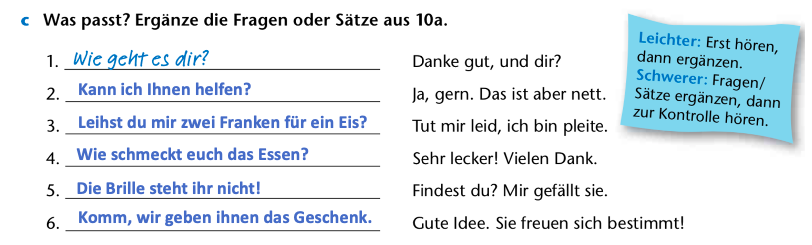 c Was passt? Ergänze die Fragen oder Sätze aus 10a.
Leichter: Erst hören,
dann ergänzen.
Schwerer: Fragen/
Sätze ergänzen, dann
zur Kontrolle hören.
1. Wie geht es dir? Danke gut, und dir?
2. Kann ich Ihnen helfen? Ja, gern. Das ist aber nett.
3. Leihst du mir zwei Franken für ein Eis? Tut mir leid, ich bin pleite.
4. Wie schmeckt euch das Essen? Sehr lecker! Vielen Dank.
5. Die Brille steht ihr nicht! Findest du? Mir gefällt sie.
6. Komm, wir geben ihnen das Geschenk. Gute Idee. Sie freuen sich bestimmt!